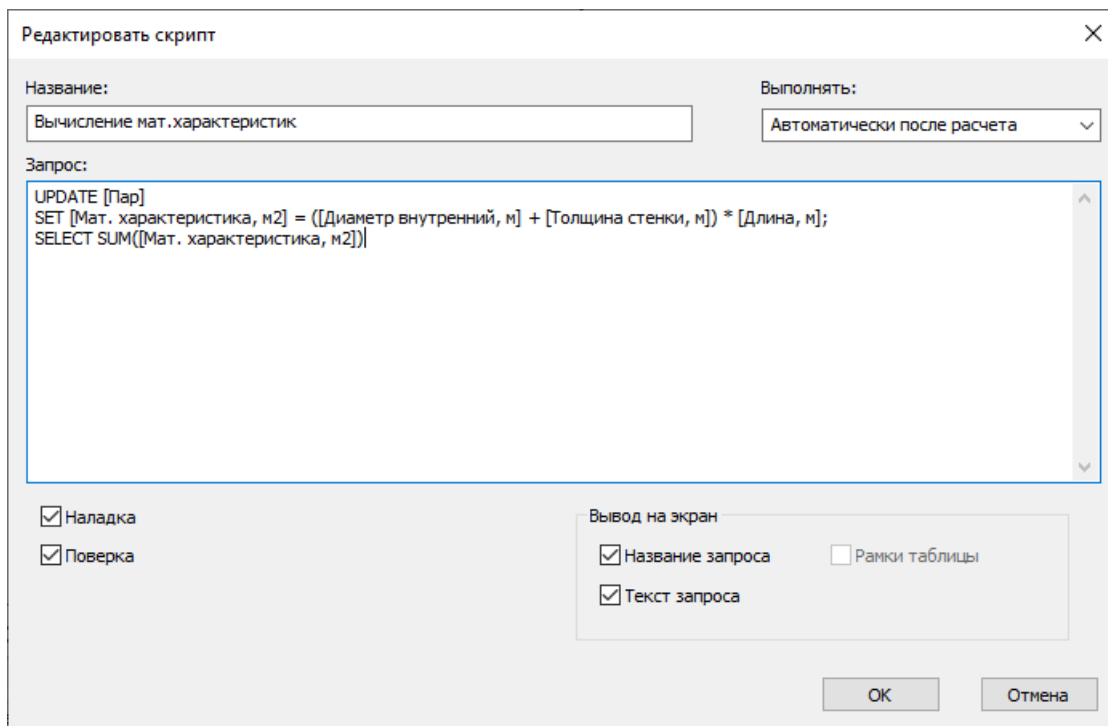 Редактировать скрипт
Название:
Выполнять:
Вычисление мат.характеристик
Автоматически после расчета
Запрос:
UPDATE [Пар]
SET [Мат. характеристика, м2] = ([Диаметр внутренний, м] + [Толщина стенки, м]) * [Длина, м];
SELECT SUM([Мат. характеристика, м2])
Наладка
Поверка
Вывод на экран
Название запроса
Рамки таблицы
Текст запроса
ОК
Отмена